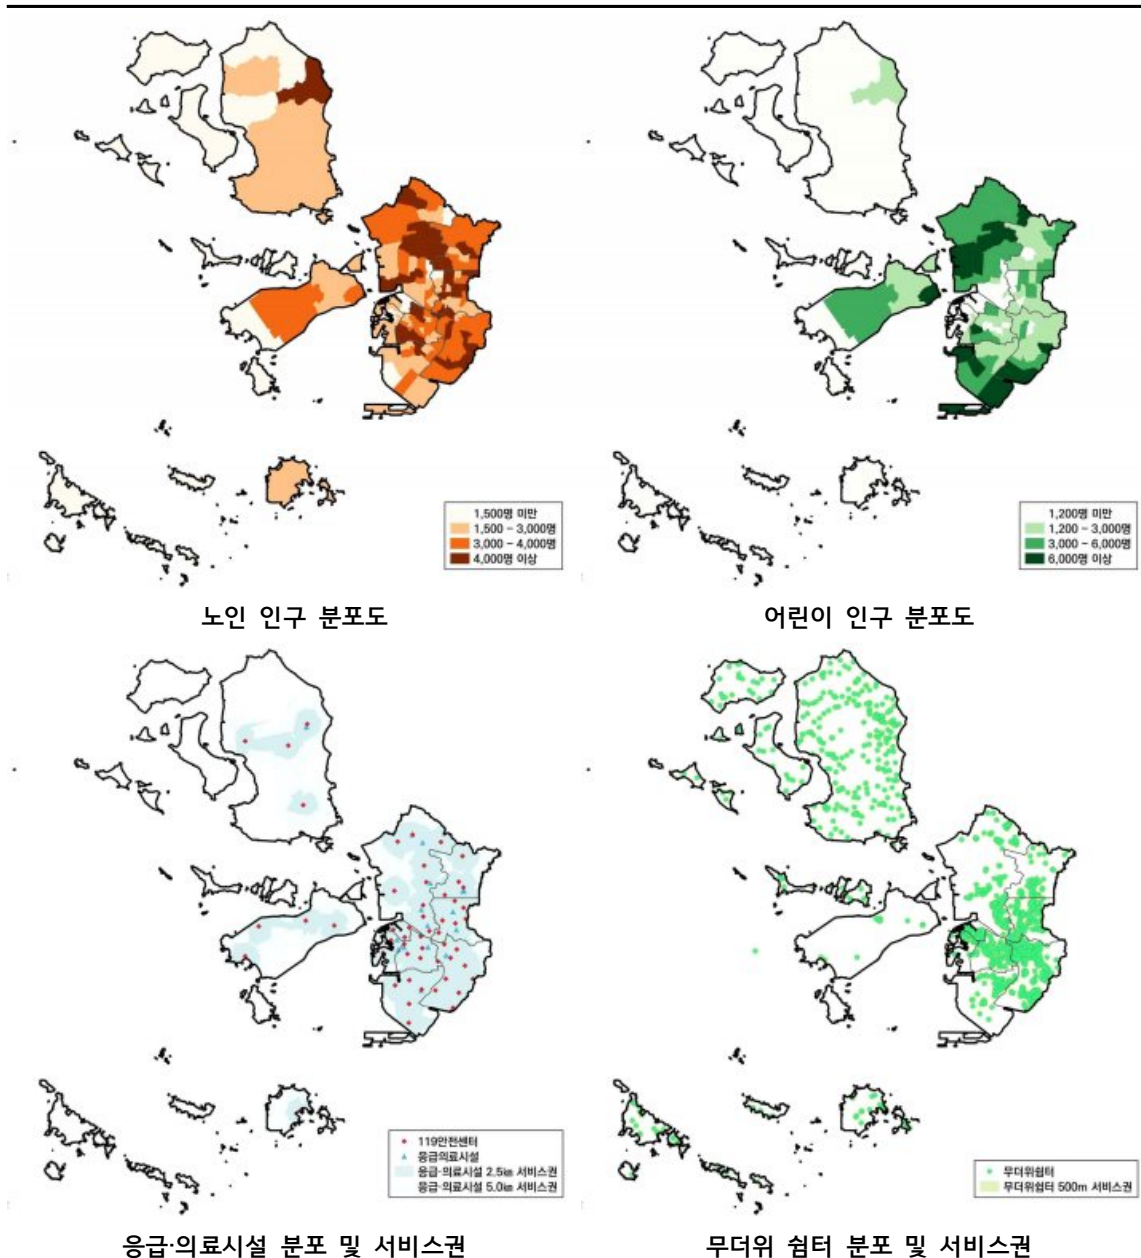 1,500명 미만
1,500 - 3,000명
3,000 - 4,000명
4,000명 이상
1,200명 미만
1,200 - 3,000명
3,000 - 6,000명
6,000명 이상
노인 인구 분포도
어린이 인구 분포도
119안전센터
응급의료시설
응급·의료시설 2.5㎞ 서비스권
응급·의료시설 5.0㎞ 서비스권
무더위쉼터
무더위쉼터 500m 서비스권
응급·의료시설 분포 및 서비스권
무더위 쉼터 분포 및 서비스권